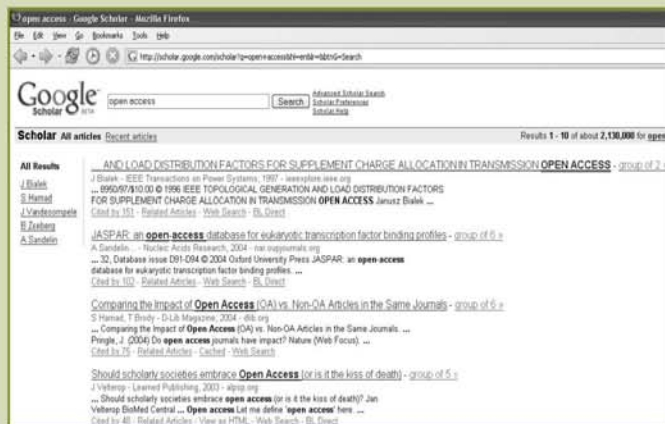 open access - Google Scholar - Mozilla Firefox
File Edit View Go Bookmarks Tools Help
http://scholar.google.com/scholar?q=open+access&hl=en&lr=&btnG=Search
Google
Scholar BETA
open access
Search
Advanced Scholar Search
Scholar Preferences
Scholar Help
Scholar All articles Recent articles
Results 1 - 10 of about 2,130,000 for open
All Results
J Bialek
S Harnad
J Vandesompele
B Zeeberg
A Sandelin
... AND LOAD DISTRIBUTION FACTORS FOR SUPPLEMENT CHARGE ALLOCATION IN TRANSMISSION OPEN ACCESS - group of 2 »
J Bialek - IEEE Transactions on Power Systems, 1997 - ieeexplore.ieee.org
... 8950/97/$10.00 © 1996 IEEE TOPOLOGICAL GENERATION AND LOAD DISTRIBUTION FACTORS
FOR SUPPLEMENT CHARGE ALLOCATION IN TRANSMISSION OPEN ACCESS Janusz Bialek ...
Cited by 151 - Related Articles - Web Search - BL Direct
JASPAR: an open-access database for eukaryotic transcription factor binding profiles - group of 6 »
A Sandelin... - Nucleic Acids Research, 2004 - nar.oupjournals.org
... 32, Database issue D91-D94 © 2004 Oxford University Press JASPAR: an open-access
database for eukaryotic transcription factor binding profiles. ...
Cited by 102 - Related Articles - Web Search - BL Direct
Comparing the Impact of Open Access (OA) vs. Non-OA Articles in the Same Journals - group of 6 »
S Harnad, T Brody - D-Lib Magazine, 2004 - dlib.org
... Comparing the Impact of Open Access (OA) vs. Non-OA Articles in the Same Journals. ...
Pringle, J. (2004) Do open access journals have impact? Nature (Web Focus). ...
Cited by 75 - Related Articles - Cached - Web Search
Should scholarly societies embrace Open Access (or is it the kiss of death) - group of 5 »
J Velterop - Learned Publishing, 2003 - alpsp.org
... Should scholarly societies embrace open access (or is it the kiss of death)? Jan
Velterop BioMed Central ... Open access Let me define 'open access' here. ...
Cited by 48 - Related Articles - View as HTML - Web Search - BL Direct